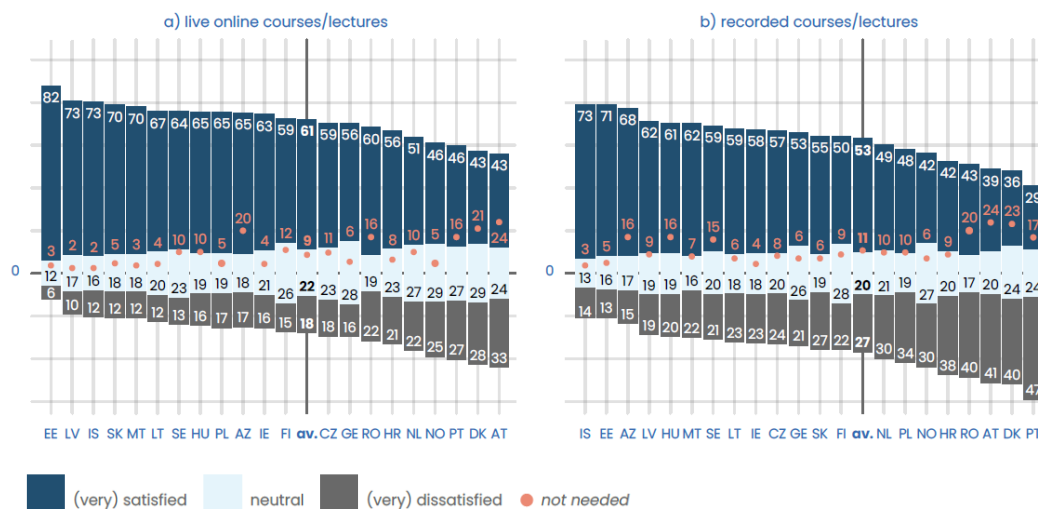 a) live online courses/lectures
82 73 73 70 70 67 64 65 65 65 63 59 61 59 56 60 56 51 46 46 43 43
3 2 2 5 3 4 10 10 5 20 4 12 9 11 6 16 8 10 5 16 21 24
0
12 17 16 18 18 20 23 19 19 18 21 26 22 24 28 19 23 27 29 27 29 24
6 10 12 12 12 12 13 16 17 17 16 15 18 18 16 22 21 22 25 27 28 33
EE LV IS SK MT LT SE HU PL AZ IE FI av. CZ GE RO HR NL NO PT DK AT
b) recorded courses/lectures
73 71 68 62 61 62 59 59 58 57 53 55 50 53 49 48 42 42 43 39 36 29
3 5 16 9 16 7 15 6 4 8 6 6 9 11 10 10 6 9 20 24 23 17
0
13 16 17 19 19 16 20 18 18 20 26 19 28 20 21 19 27 20 17 20 24 24
14 13 15 19 20 22 21 23 23 24 21 27 22 27 30 34 30 38 40 41 40 47
IS EE AZ LV HU MT SE LT IE CZ GE SK FI av. NL PL NO HR RO AT DK PT
(very) satisfied neutral (very) dissatisfied not needed